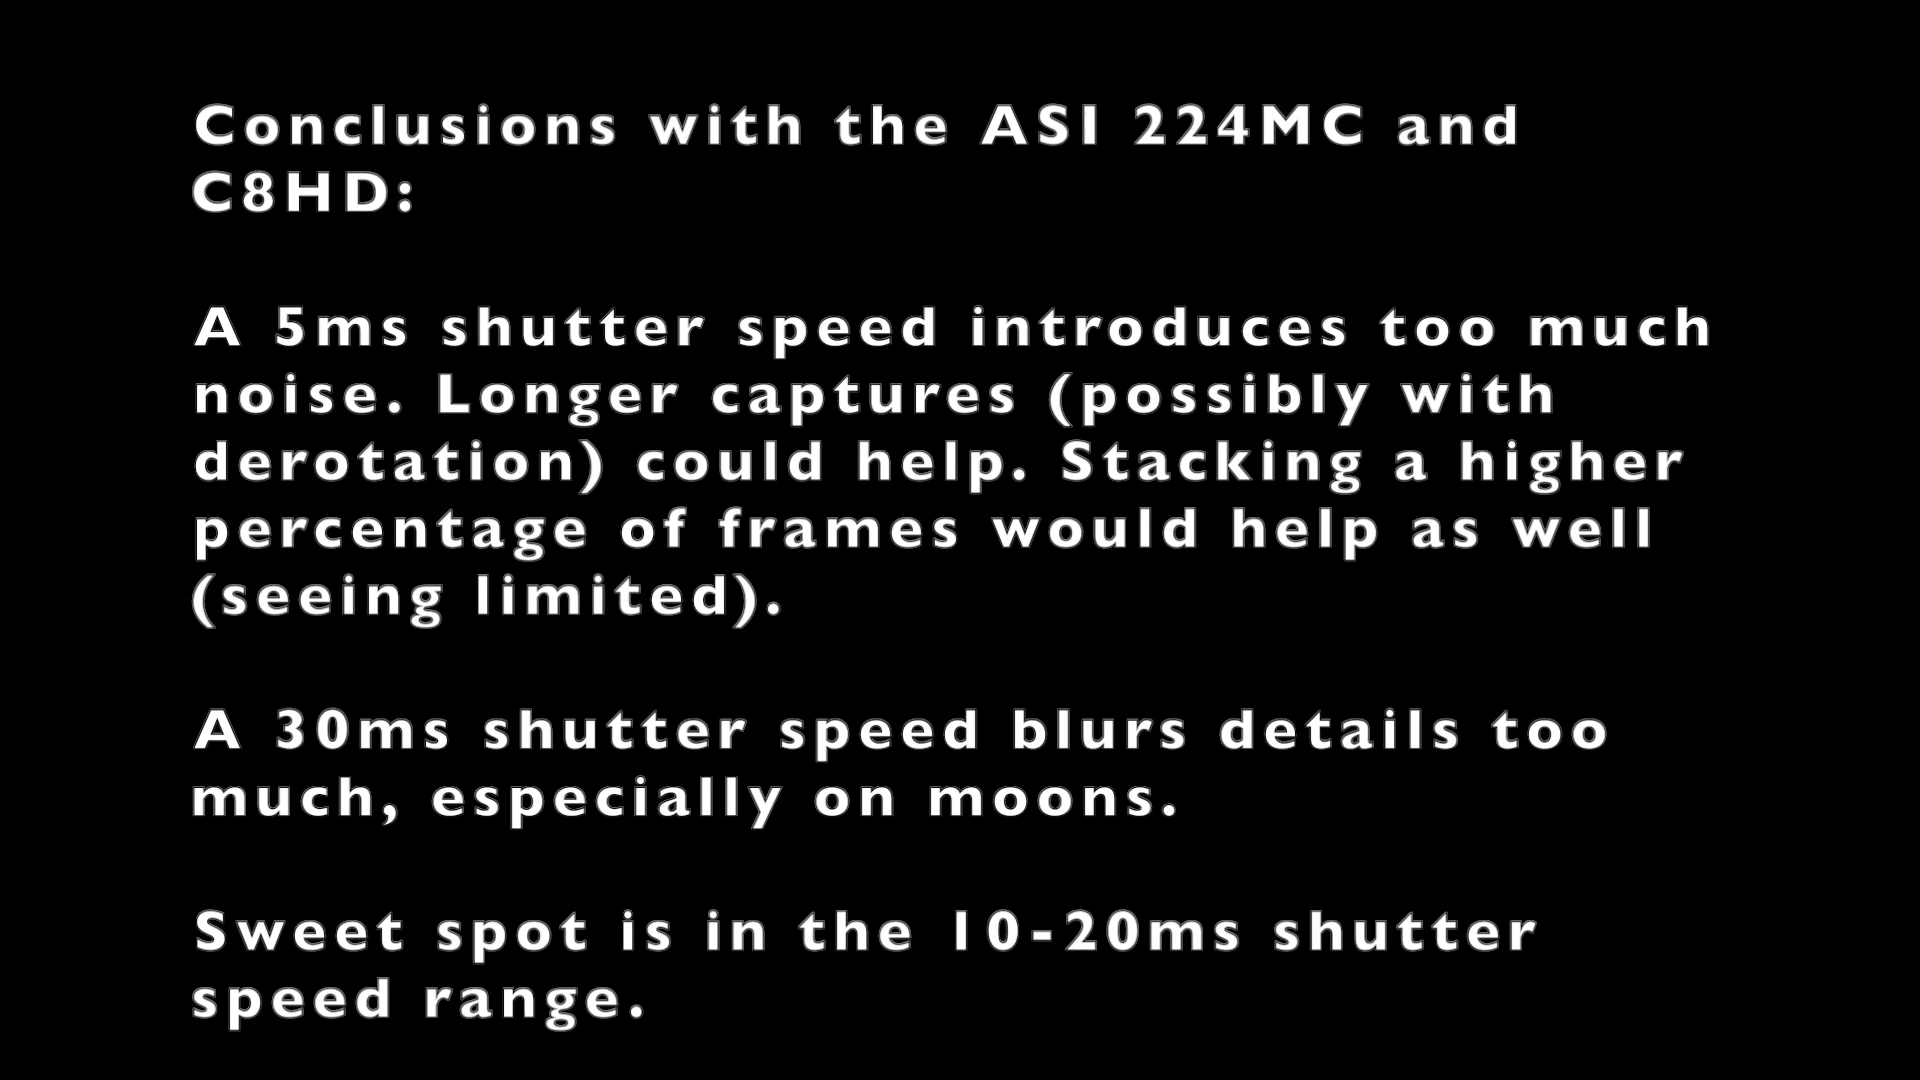 Conclusions with the ASI 224MC and
C8HD:
A 5ms shutter speed introduces too much
noise. Longer captures (possibly with
derotation) could help. Stacking a higher
percentage of frames would help as well
(seeing limited).
A 30ms shutter speed blurs details too
much, especially on moons.
Sweet spot is in the 10-20ms shutter
speed range.